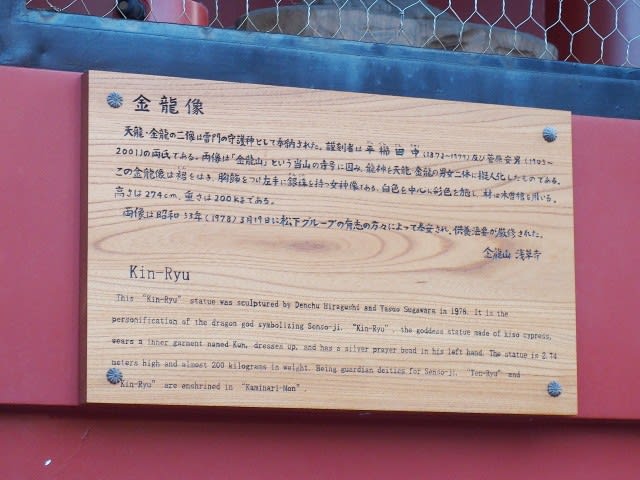 金龍像
天龍・金龍の二像は雷門の守護神として奉納された。謹刻者は平櫛田中(1872〜1979)及び菅原安男(1905〜
2001)の両氏である。両像は「金龍山」という当山の寺号に因み、龍神を天龍・金龍の男女二体に擬人化したものである。
この金龍像は裙をはき、胸飾をつけ左手に銀珠を持つ女神像である。白色を中心に彩色を施し、材は木曽桧を用いる。
高さは274cm、重さは200kgである。
両像は昭和53年(1978)3月19日に松下グループの有志の方々によって奉安され、供養法要が厳修された。
金龍山 浅草寺
Kin-Ryu
This “Kin-Ryu” statue was sculptured by Denchu Hiragushi and Yasuo Sugawara in 1978. It is the
personification of the dragon god symbolizing Senso-ji. “Kin-Ryu”, the goddess statue made of kiso cypress,
wears a inner garment named Kun, dresses up, and has a silver prayer bead in his left hand. The statue is 2.74
meters high and almost 200 kilograms in weight. Being guardian deities for Senso-ji, “Ten-Ryu” and
“Kin-Ryu” are enshrined in “Kaminari-Mon”.